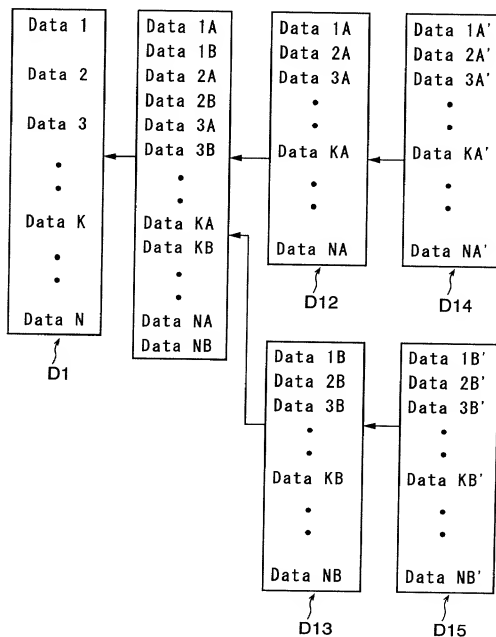 Data 1
Data 2
Data 3
Data K
Data N
D1
Data 1A
Data 1B
Data 2A
Data 2B
Data 3A
Data 3B
Data KA
Data KB
Data NA
Data NB
Data 1A
Data 2A
Data 3A
Data KA
Data NA
D12
Data 1A'
Data 2A'
Data 3A'
Data KA'
Data NA'
D14
Data 1B
Data 2B
Data 3B
Data KB
Data NB
D13
Data 1B'
Data 2B'
Data 3B'
Data KB'
Data NB'
D15